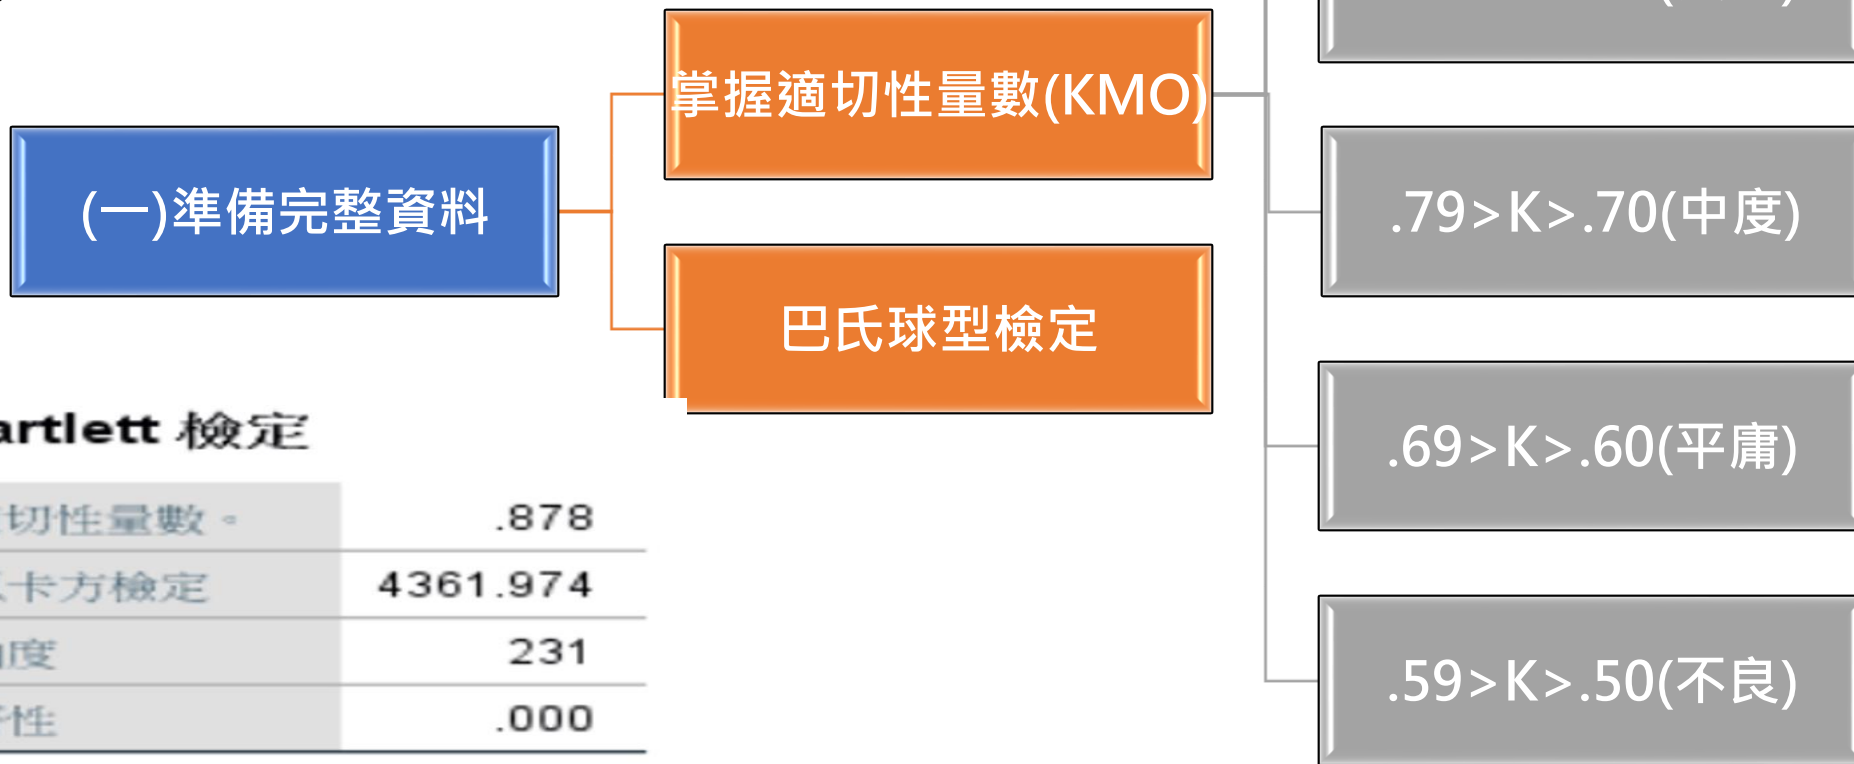 掌握適切性量數(KMO)
(一)準備完整資料
巴氏球型檢定
.79>K>.70(中度)
.69>K>.60(平庸)
.59>K>.50(不良)
artlett 檢定
切性量數。 .878
卡方檢定 4361.974
度 231
性 .000